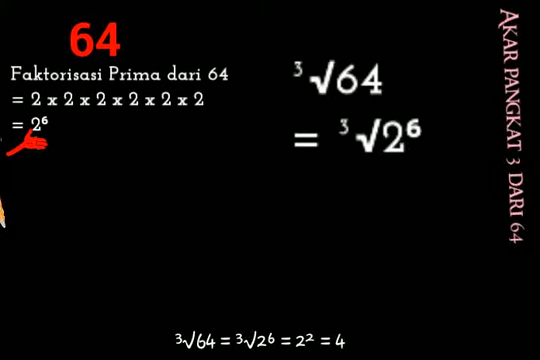 64
Faktorisasi Prima dari 64
= 2 x 2 x 2 x 2 x 2 x 2
= 2⁶
³√64
= ³√2⁶
AKAR PANGKAT 3 DARI 64
³√64 = ³√2⁶ = 2² = 4